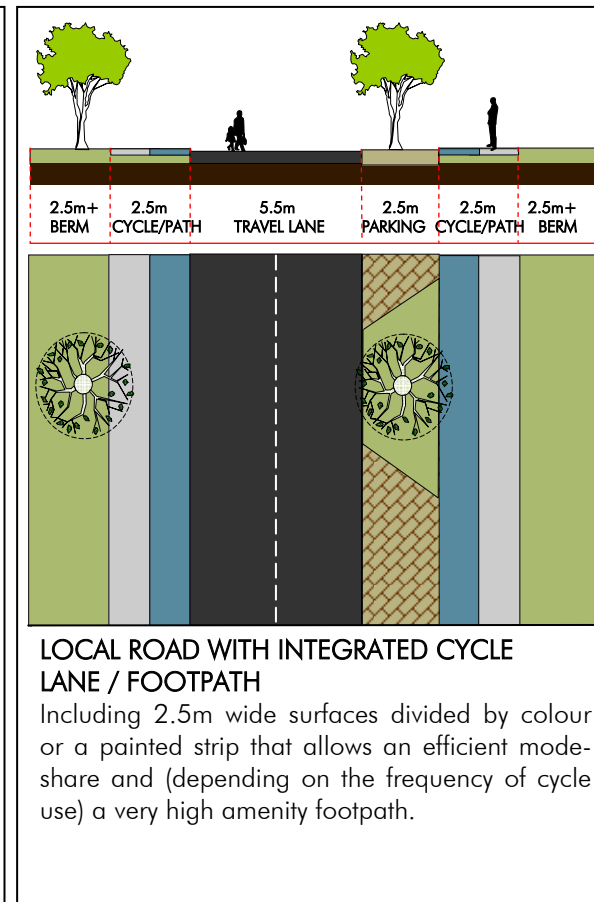 2.5m+ 2.5m 5.5m 2.5m 2.5m 2.5m+
BERM CYCLE/PATH TRAVEL LANE PARKING CYCLE/PATH BERM
LOCAL ROAD WITH INTEGRATED CYCLE
LANE / FOOTPATH
Including 2.5m wide surfaces divided by colour
or a painted strip that allows an efficient mode-
share and (depending on the frequency of cycle
use) a very high amenity footpath.